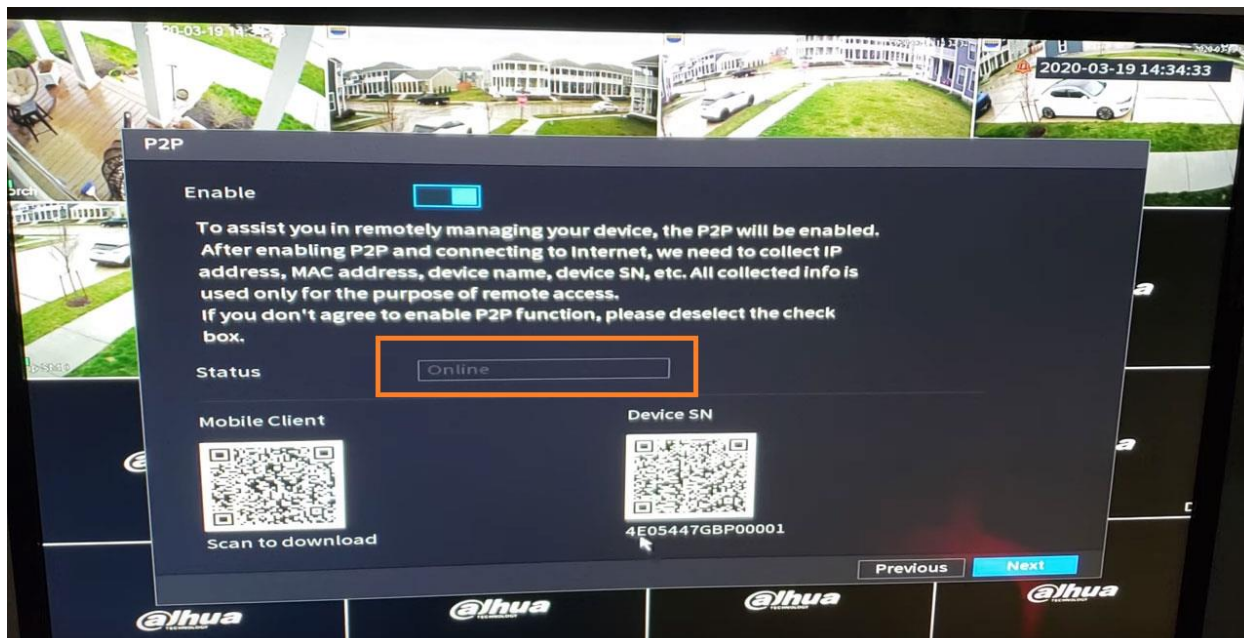 2020-03-19 14:34:33
P2P
Enable
To assist you in remotely managing your device, the P2P will be enabled.
After enabling P2P and connecting to Internet, we need to collect IP
address, MAC address, device name, device SN, etc. All collected info is
used only for the purpose of remote access.
If you don't agree to enable P2P function, please deselect the check
box.
Status
Online
Mobile Client
Device SN
Scan to download
4E05447GBP00001
Previous
Next
alhua
TECHNOLOGY
alhua
TECHNOLOGY
alhua
TECHNOLOGY
alhua
TECHNOLOGY